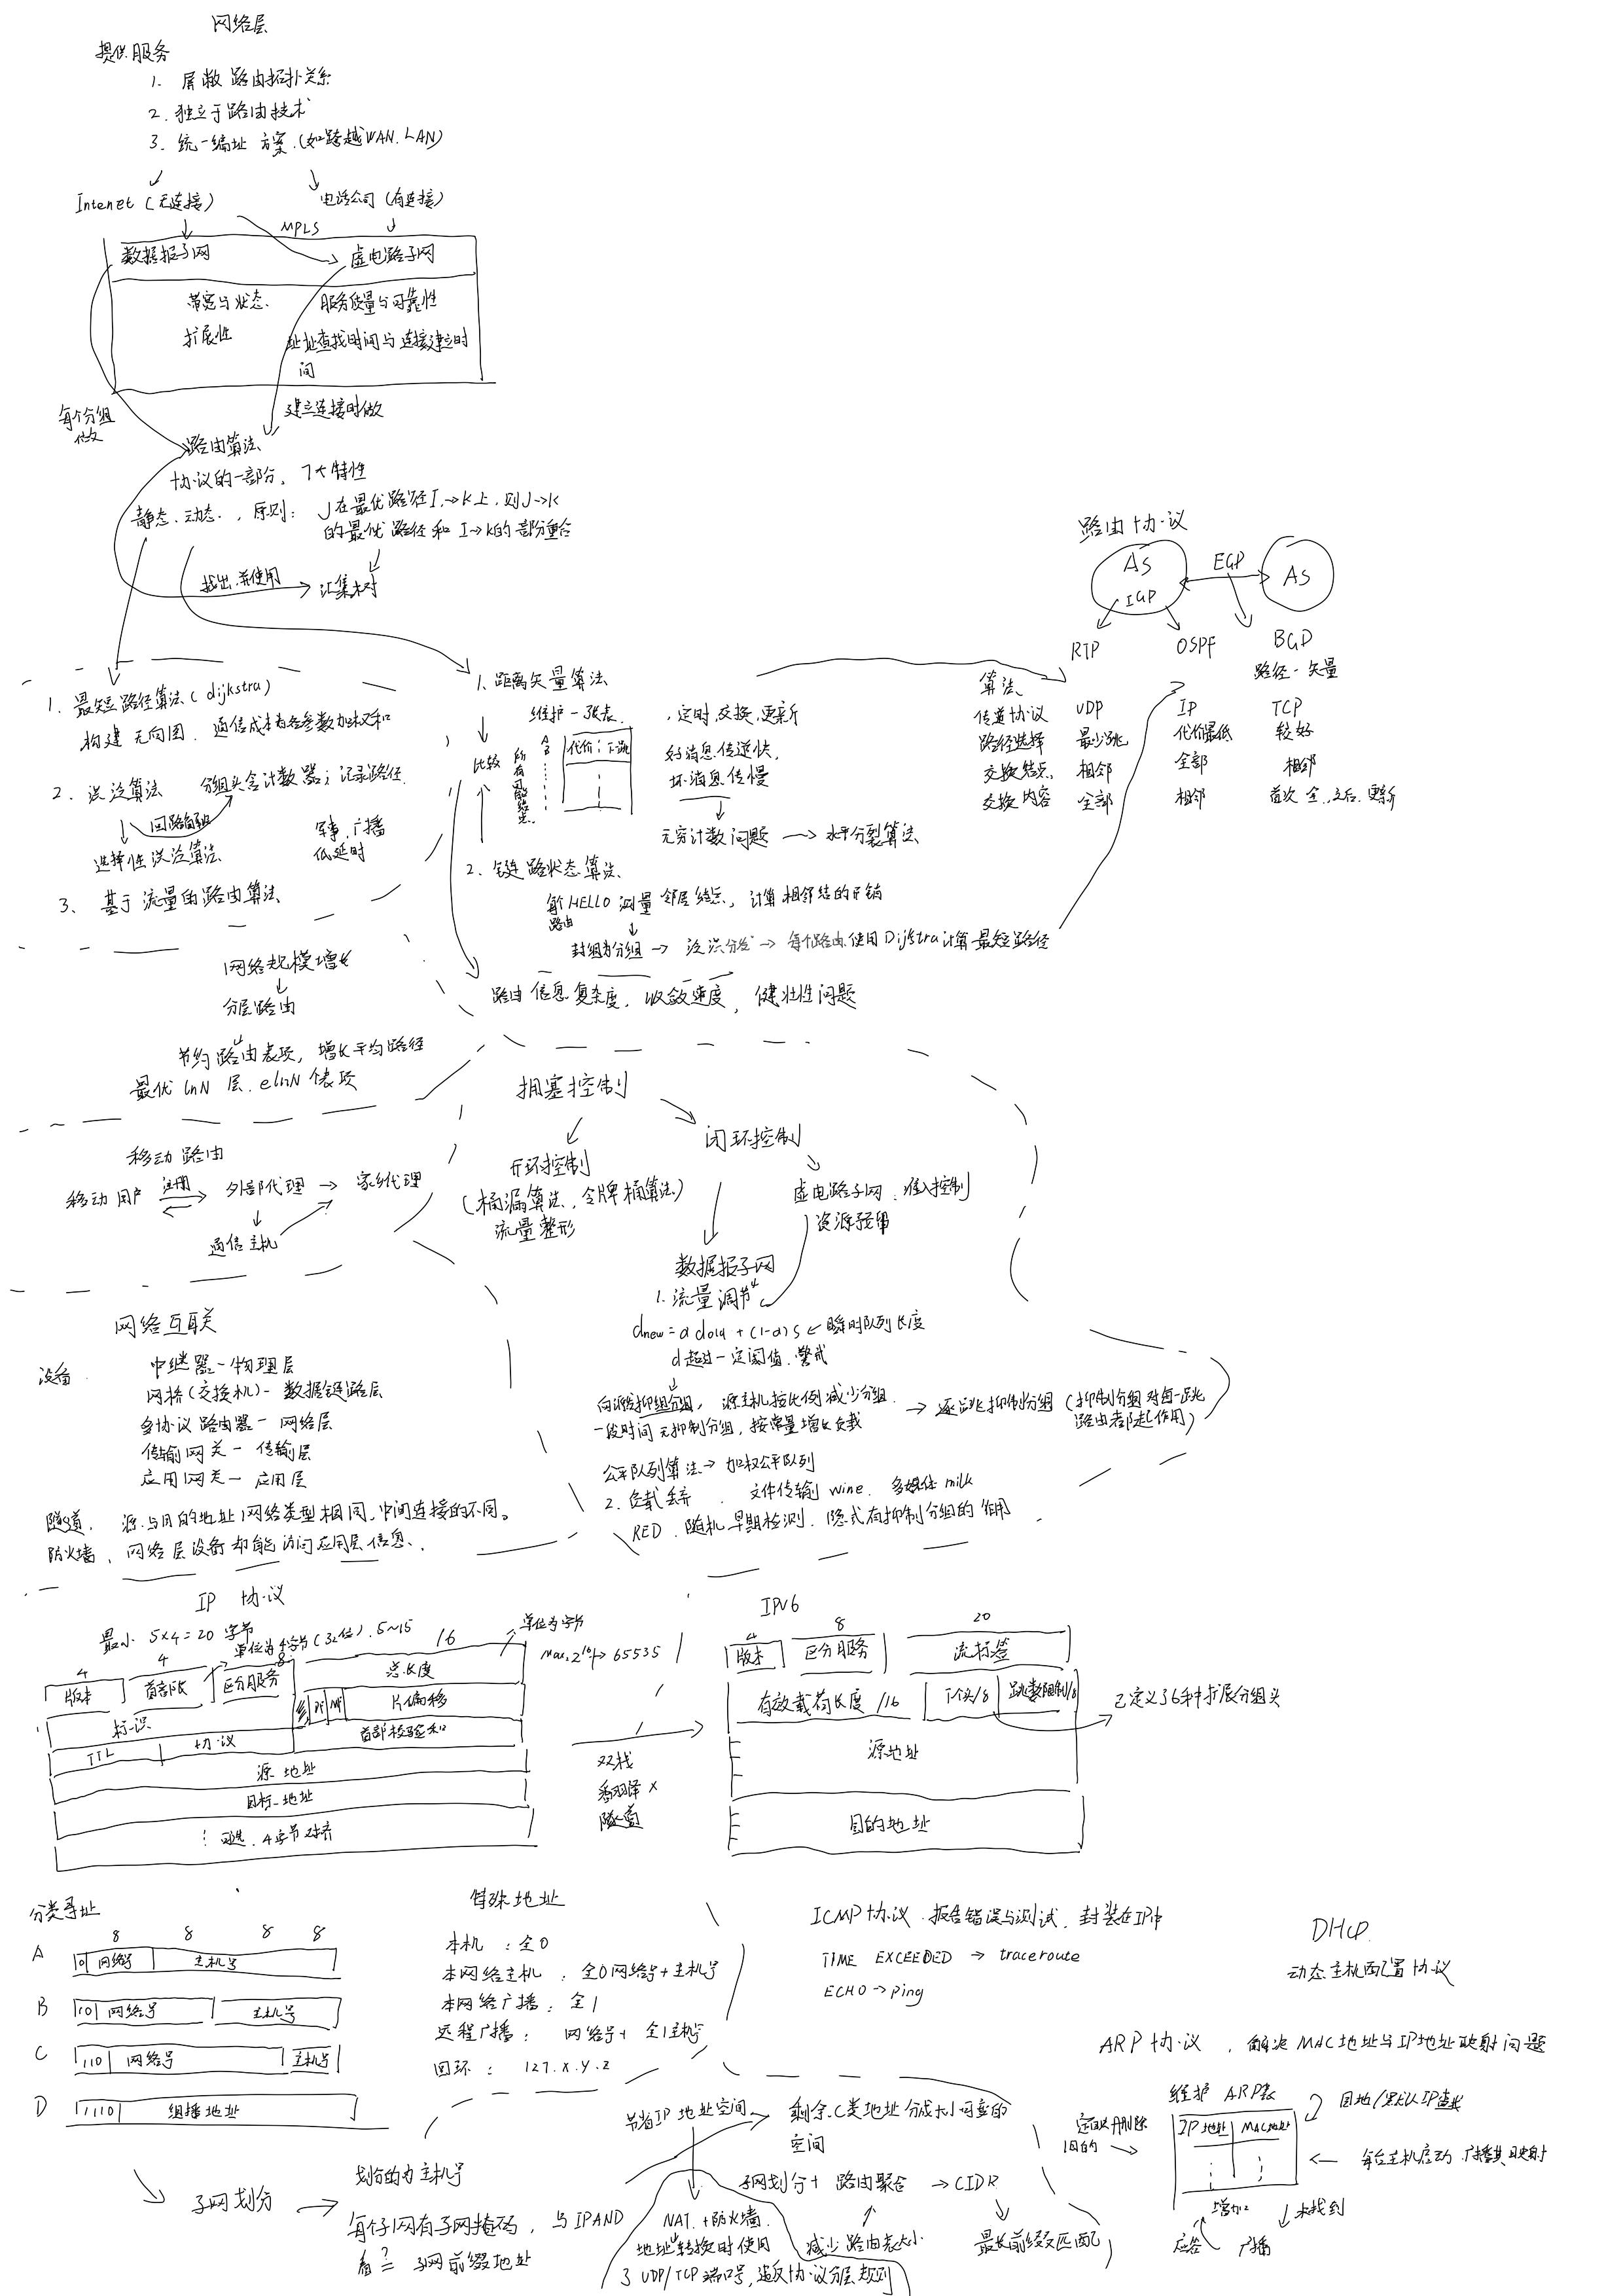 网络层
提供服务
1. 屏蔽路由拓扑关系
2. 独立于路由技术
3. 统一编址方案.(如跨越WAN. LAN)
Intenet (无连接)
电话公司 (有连接)
MPLS
数据报子网
虚电路子网
带宽与状态
服务质量与可靠性
扩展性
址址查找时间与连接建立时
间
每个分组
做
建立连接时做
路由算法
协议的一部分, 7个特性
静态.动态., 原则: J在最优路径I→K上,则J→K
的最优路径和I→K的部分重合
找出.并使用
汇集树
1. 最短路径算法(dijkstra)
构建无向图. 通信成本为各参数加权和
2. 泛泛算法 分组头含计数器; 记录路径.
选择性泛泛算法
军事.广播
低延时
3. 基于流量的路由算法
1. 距离矢量算法
维护一张表. , 定时.交换.更新
比较
代价; 下跳
好消息传递快,
坏消息传慢
无穷计数问题 → 水平分裂算法
2. 链路状态算法.
每个HELLO测量邻居结点, 计算相邻结的开销
路由
→ 泛洪分发 → 每个路由.使用Dijkstra计算最短路径
路由信息复杂度. 收敛速度, 健壮性问题
路由协议
AS
EGP
AS
IGP
RIP OSPF BGP
算法 路径-矢量
传送协议 UDP IP TCP
路径选择 最少跳 代价最低 较好
交换结点. 相邻 全部 相邻
交换内容 全部 相邻 首次全.之后.更新
网络规模增长
分层路由
节约路由表项, 增长平均路径
最优 lnN 层. elnN 个表项
移动路由
移动用户 注册 外部代理 → 家乡代理
通信主机
拥塞控制
开环控制
(桶漏算法., 令牌桶算法)
流量整形
闭环控制
虚电路子网. 准入控制
资源预留
数据报子网
1. 流量调节
dnew = a dold + (1-a) s ← 瞬时队列长度
d超过一定阈值.警戒
源主机按比例减少分组.
一段时间无抑制分组, 按常量增长负载
→ 逐跳抑制分组 (抑制分组对每一跳
路由者都起作用)
公平队列算法 → 加权公平队列
2. 负载丢弃 . 文件传输 wine. 多媒体 milk
RED. 随机早期检测. 隐式有抑制分组的作用
网络互联
设备
中继器-物理层
网桥(交换机)- 数据链路层
多协议路由器- 网络层
传输网关- 传输层
应用网关- 应用层
隧道. 源与目的地址网络类型相同.中间连接的不同.
防火墙, 网络层设备却能访问应用层信息.
IP 协议
最小 5×4=20 字节
单位为4字节(32位). 5~15
单位为字节
Max. 2^16 → 65535
4 4 8 16
版本 首部长 区分服务 总长度
标识 片偏移
TTL 协议 首部校验和
源 地址
目标-地址
可选. 4字节对齐
双栈
翻译 ×
隧道
IPV6
4 8 20
版本 区分服务 流标签
有效载荷长度/16 下个头/8 跳数限制/8
已定义了6种扩展分组头
源地址
目的地址
分类寻址
8 8 8 8
A 0 网络号 主机号
B 10 网络号 主机号
C 110 网络号 主机号
D 1110 组播地址
子网划分
划分的为主机号
每个子网有子网掩码, 与IPAND
看 ?= 子网前缀地址
特殊地址
本机 : 全0
本网络主机 : 全0网络号+主机号
本网络广播: 全1
远程广播: 网络号+ 全1主机号
回环: 127.x.y.z
节省IP地址空间
剩余C类地址分成长可变的
空间
子网划分+ 路由聚合 → CIDR
减少路由表大小
最长前缀匹配
NAT.+防火墙.
地址转换时使用
了UDP/TCP端口号,违反协议分层规则
ICMP协议. 报告错误与测试. 封装在IP中
TIME EXCEEDED → traceroute
ECHO → ping
DHCP
动态主机配置协议
ARP协议 , 解决MAC地址与IP地址映射问题
维护 ARP表
定期删除
旧的
IP地址 MAC地址
每台主机启动.广播其映射
增加 未找到
应答 广播